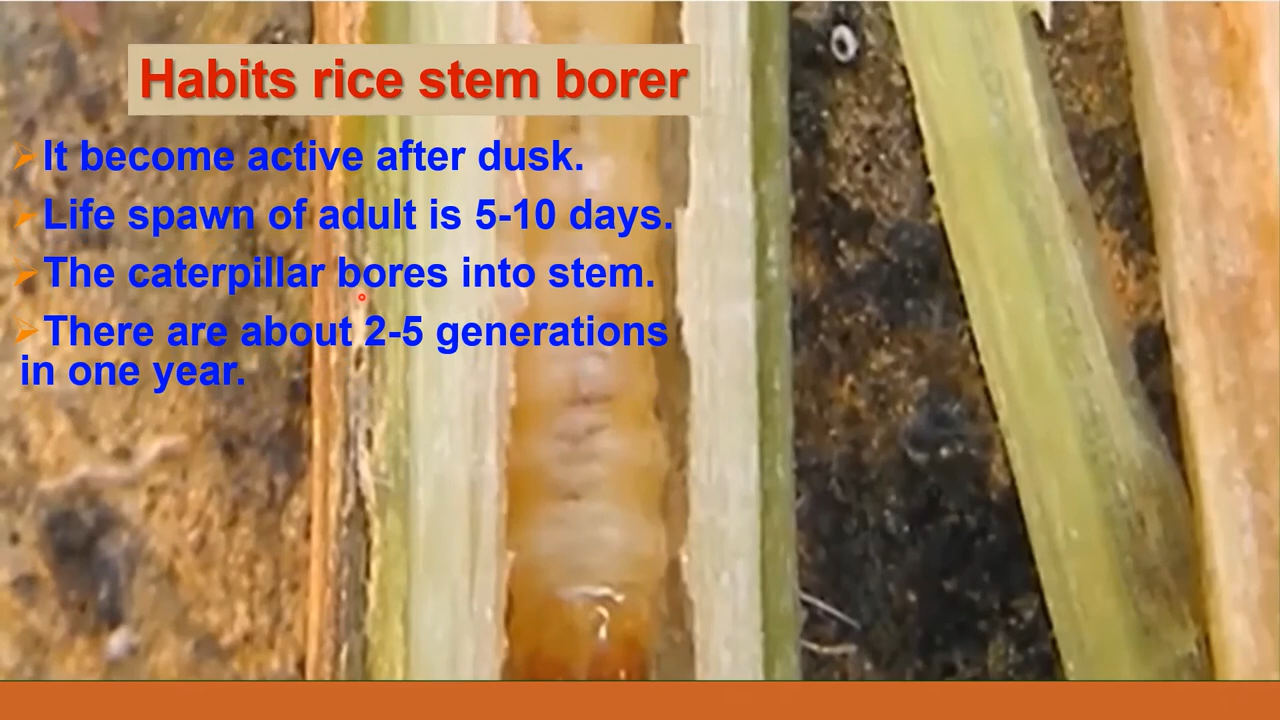 Habits rice stem borer
It become active after dusk.
Life spawn of adult is 5-10 days.
The caterpillar bores into stem.
There are about 2-5 generations
in one year.